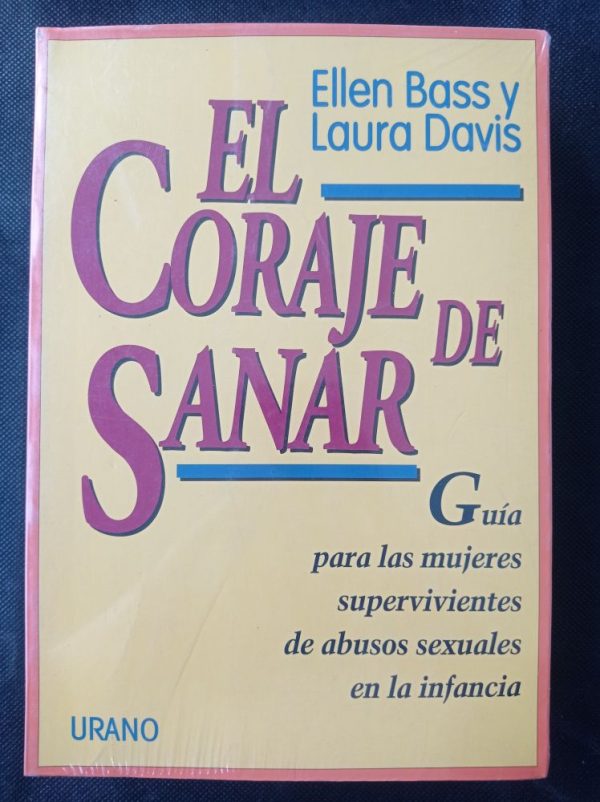 Ellen Bass y
Laura Davis
EL
CORAJE
DE
SANAR
Guía
para las mujeres
supervivientes
de abusos sexuales
en la infancia
URANO